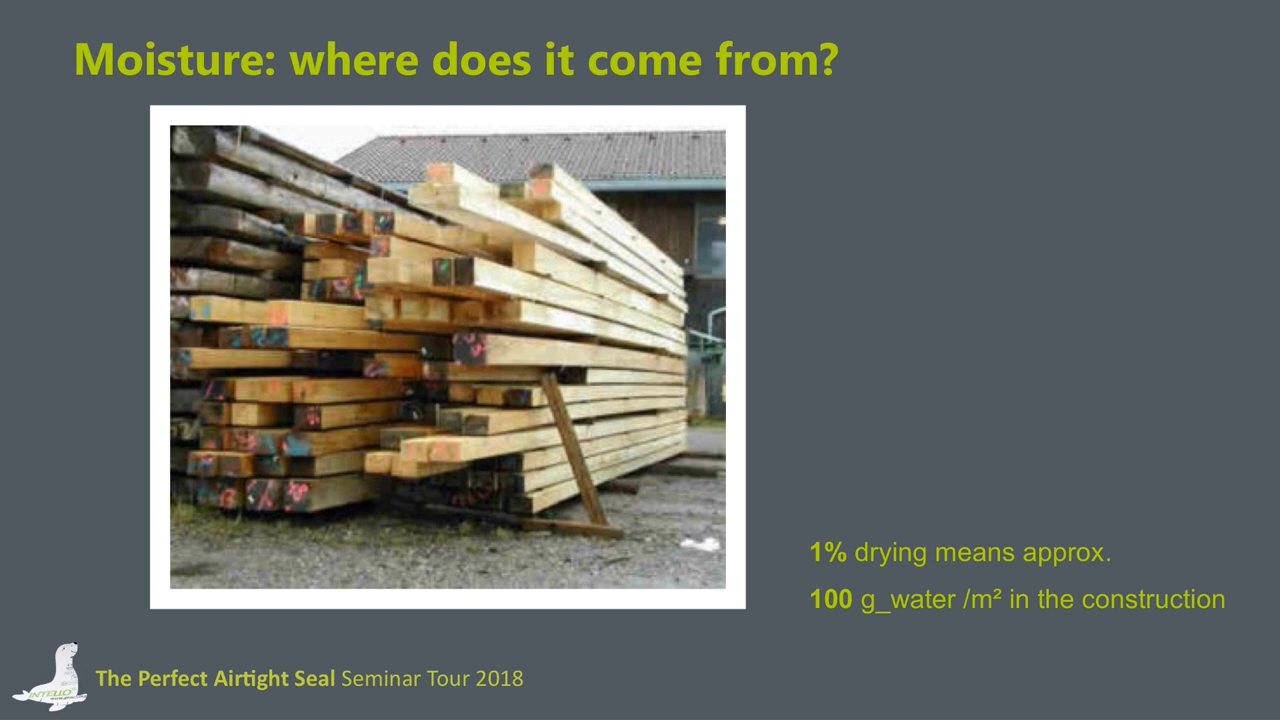 Moisture: where does it come from?
1% drying means approx.
100 g_water /m² in the construction
INTELLO
The Perfect Airtight Seal Seminar Tour 2018